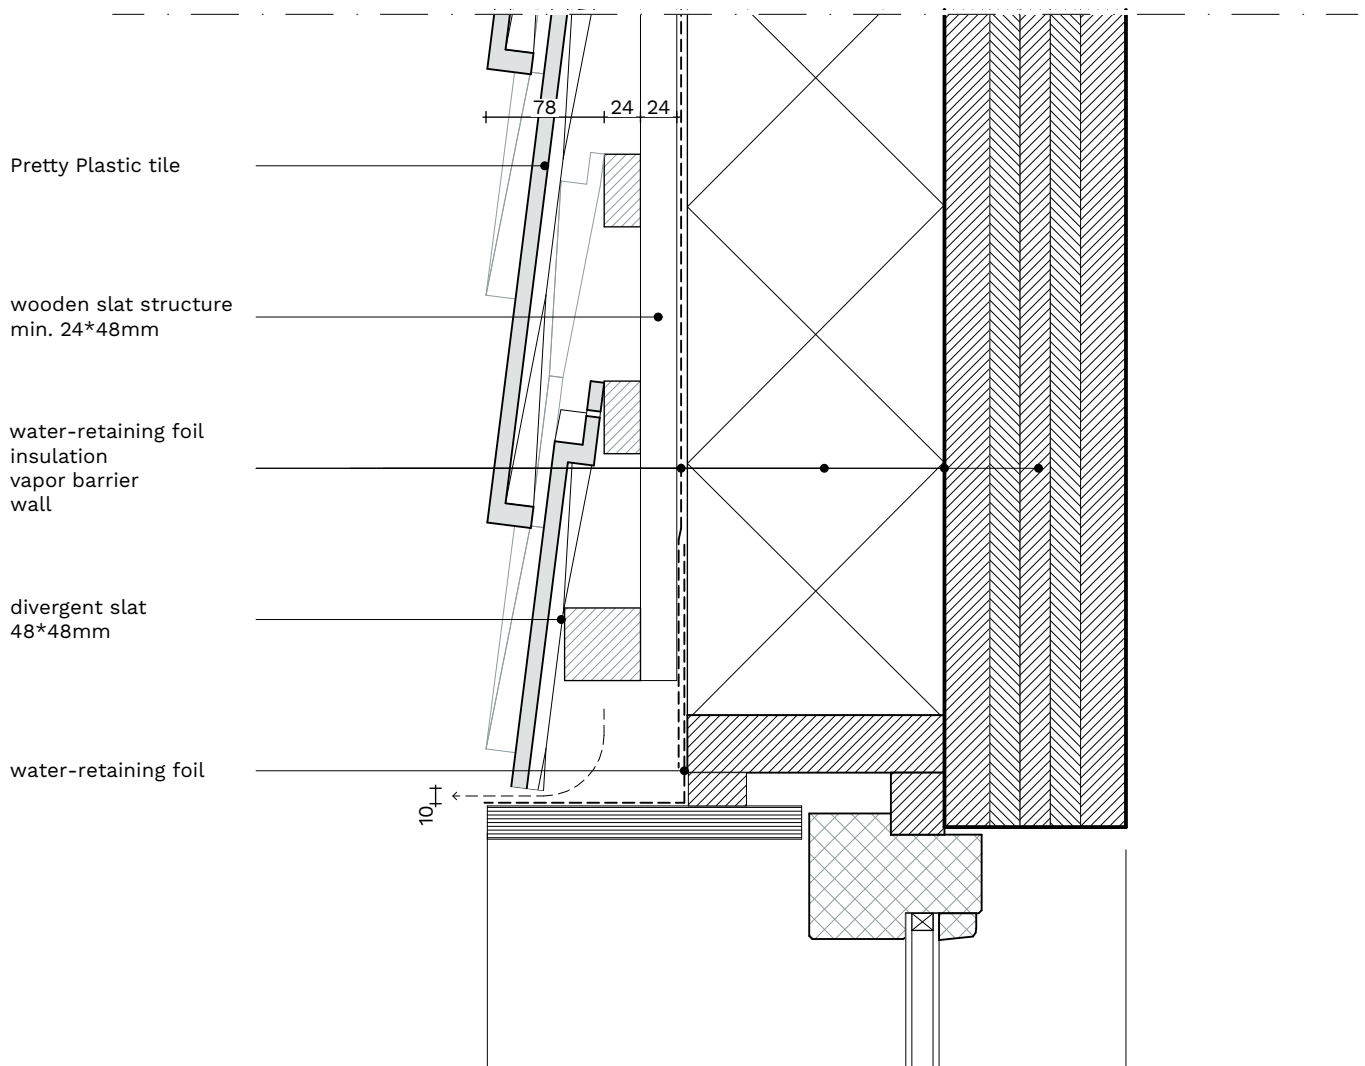 78
24
24
Pretty Plastic tile
wooden slat structure
min. 24*48mm
water-retaining foil
insulation
vapor barrier
wall
divergent slat
48*48mm
water-retaining foil
10